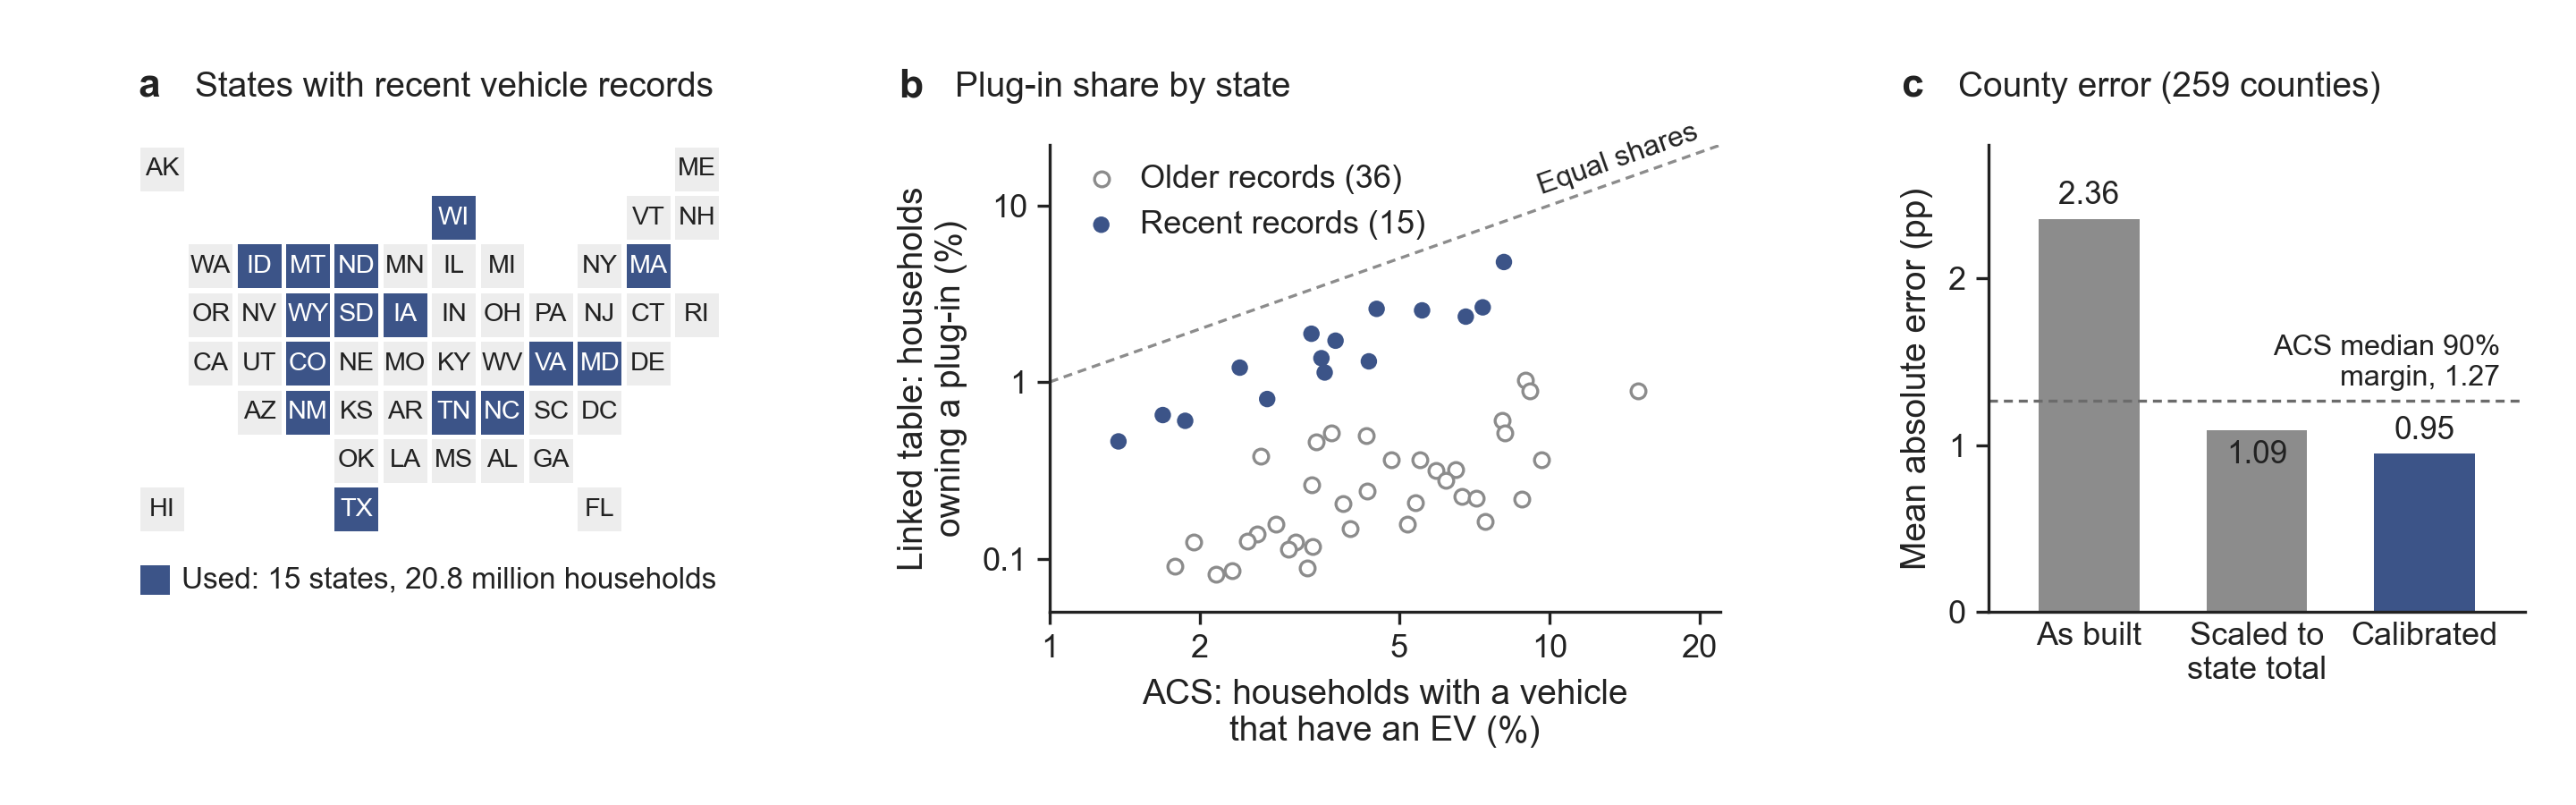 a States with recent vehicle records
AK ME
WI VT NH
WA ID MT ND MN IL MI NY MA
OR NV WY SD IA IN OH PA NJ CT RI
CA UT CO NE MO KY WV VA MD DE
AZ NM KS AR TN NC SC DC
OK LA MS AL GA
HI TX FL
Used: 15 states, 20.8 million households
b Plug-in share by state
Linked table: households
owning a plug-in (%)
10
1
0.1
Older records (36)
Recent records (15)
Equal shares
1 2 5 10 20
ACS: households with a vehicle
that have an EV (%)
c County error (259 counties)
Mean absolute error (pp)
2
1
0
2.36
ACS median 90%
margin, 1.27
1.09
0.95
As built Scaled to Calibrated
state total